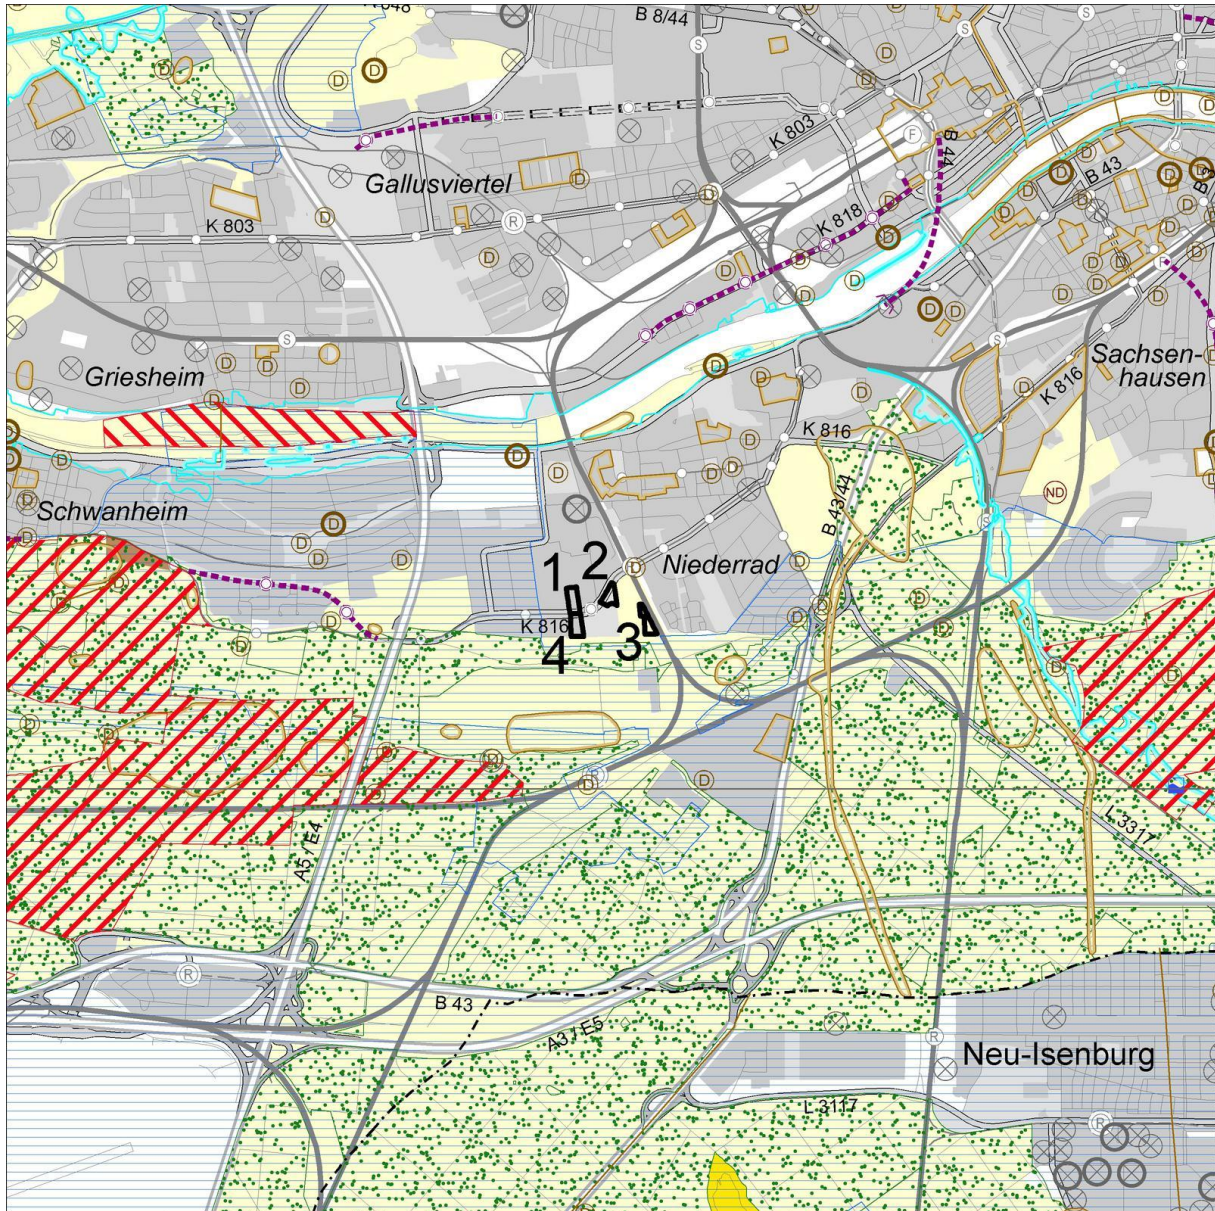 B 8/44
K 803
B 44
B 43
Gallusviertel
K 803
K 818
Griesheim
Sachsen-
hausen
K 816
K 816
Schwanheim
B 43/44
ND
Niederrad
1
2
K 816
3
4
A5 / E4
L 3317
B 43
A3 / E5
Neu-Isenburg
L 3117